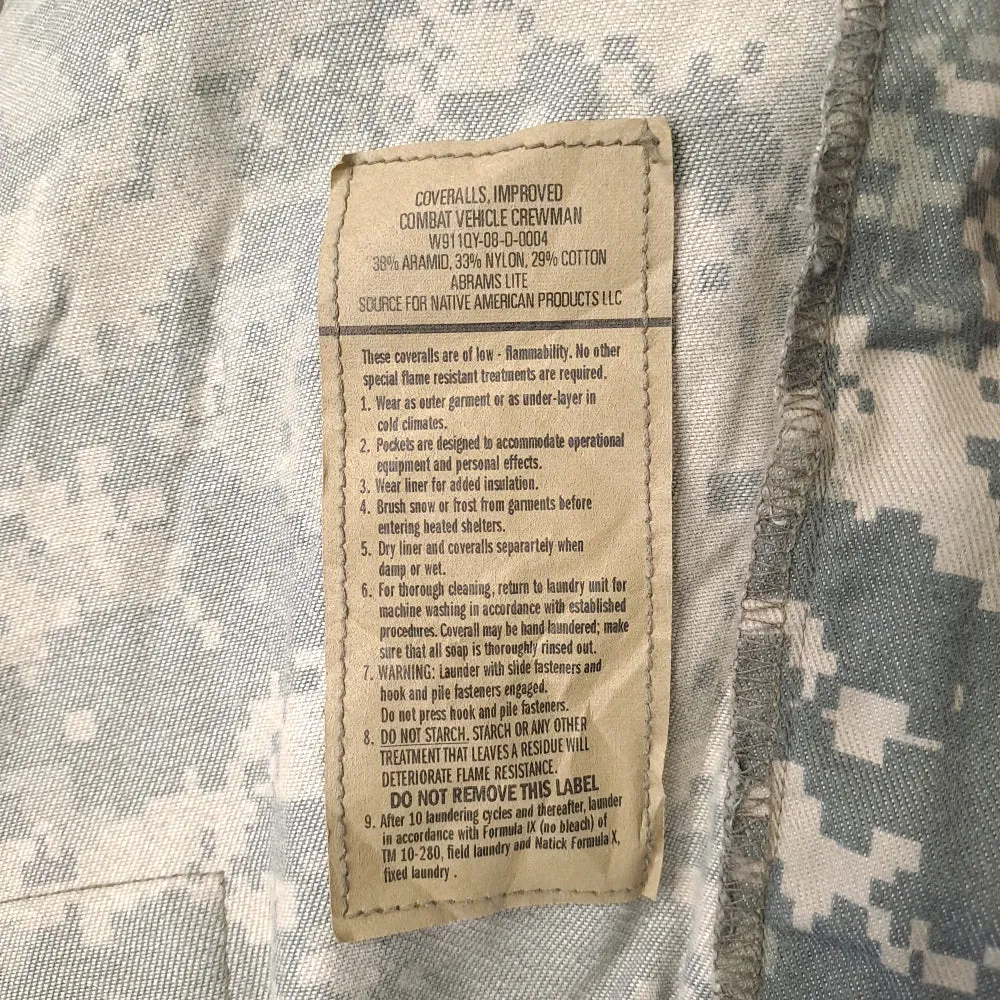 COVERALLS, IMPROVED
COMBAT VEHICLE CREWMAN
W911QY-08-D-0004
38% ARAMID, 33% NYLON, 29% COTTON
ABRAMS LITE
SOURCE FOR NATIVE AMERICAN PRODUCTS LLC
These coveralls are of low - flammability. No other
special flame resistant treatments are required.
1. Wear as outer garment or as under-layer in
cold climates.
2. Pockets are designed to accommodate operational
equipment and personal effects.
3. Wear liner for added insulation.
4. Brush snow or frost from garments before
entering heated shelters.
5. Dry liner and coveralls separartely when
damp or wet.
6. For thorough cleaning, return to laundry unit for
machine washing in accordance with established
procedures. Coverall may be hand laundered; make
sure that all soap is thoroughly rinsed out.
7. WARNING: Launder with slide fasteners and
hook and pile fasteners engaged.
Do not press hook and pile fasteners.
8. DO NOT STARCH, STARCH OR ANY OTHER
TREATMENT THAT LEAVES A RESIDUE WILL
DETERIORATE FLAME RESISTANCE.
DO NOT REMOVE THIS LABEL
9. After 10 laundering cycles and thereafter, launder
in accordance with Formula IX (no bleach) of
TM 10-280, field laundry and Natick Formula X,
fixed laundry .